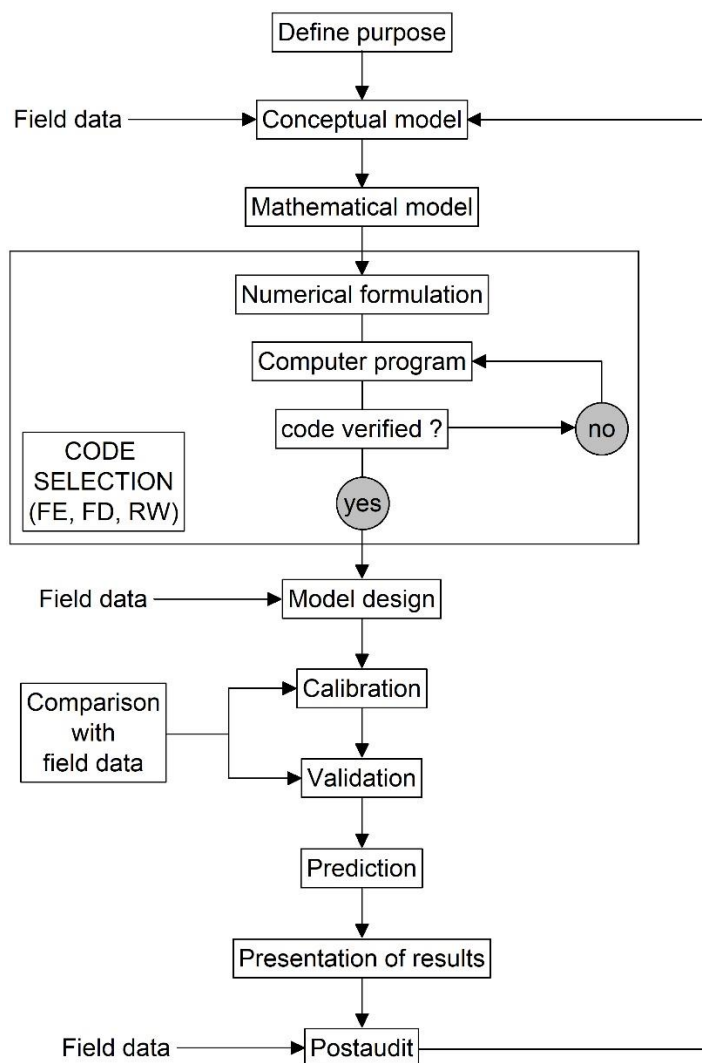 Define purpose
Field data
Conceptual model
Mathematical model
Numerical formulation
Computer program
code verified ?
no
CODE
SELECTION
(FE, FD, RW)
yes
Field data
Model design
Calibration
Comparison
with
field data
Validation
Prediction
Presentation of results
Field data
Postaudit